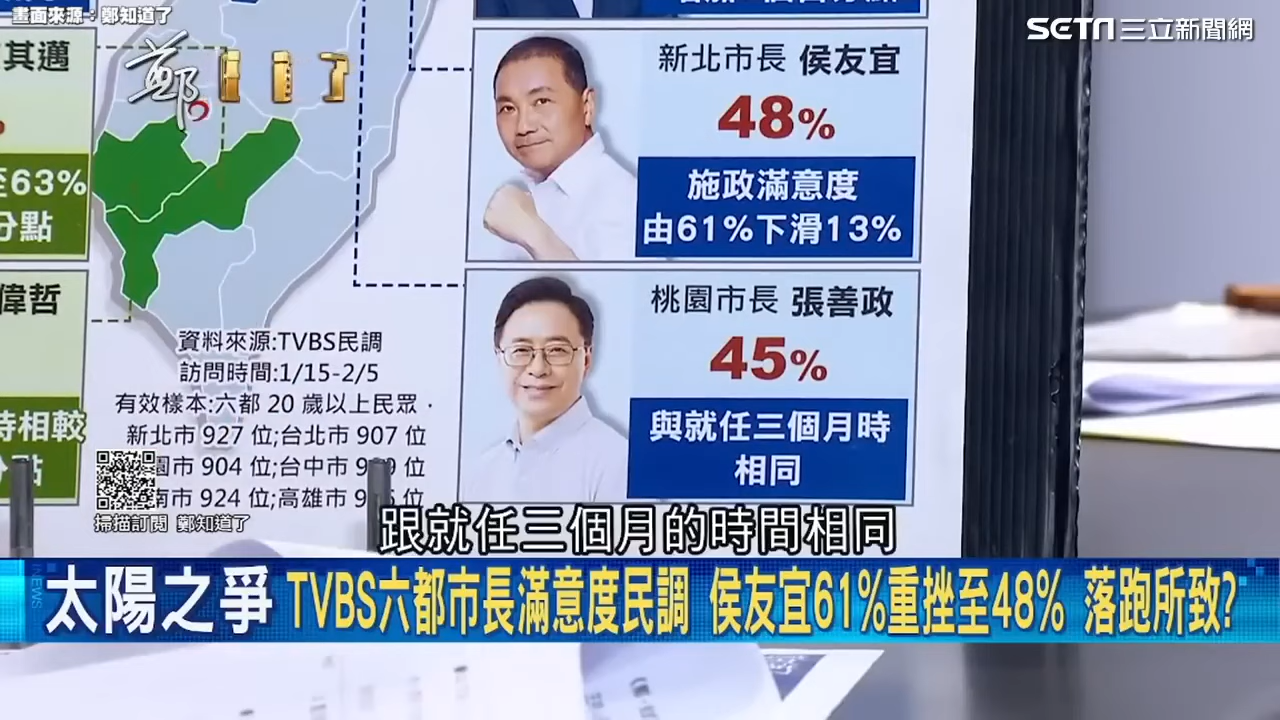 畫面來源：鄭知道了
SETN三立新聞網
鄭
其邁
至63%
分點
偉哲
時相較
分點
新北市長 侯友宜
48%
施政滿意度
由61%下滑13%
桃園市長 張善政
45%
與就任三個月時
相同
資料來源:TVBS民調
訪問時間:1/15-2/5
有效樣本:六都 20 歲以上民眾，
新北市 927 位;台北市 907 位
園市 904 位;台中市
南市 924 位;高雄市
掃描訂閱 鄭知道了
跟就任三個月的時間相同
NEWS
太陽之爭
TVBS六都市長滿意度民調 侯友宜61%重挫至48% 落跑所致?